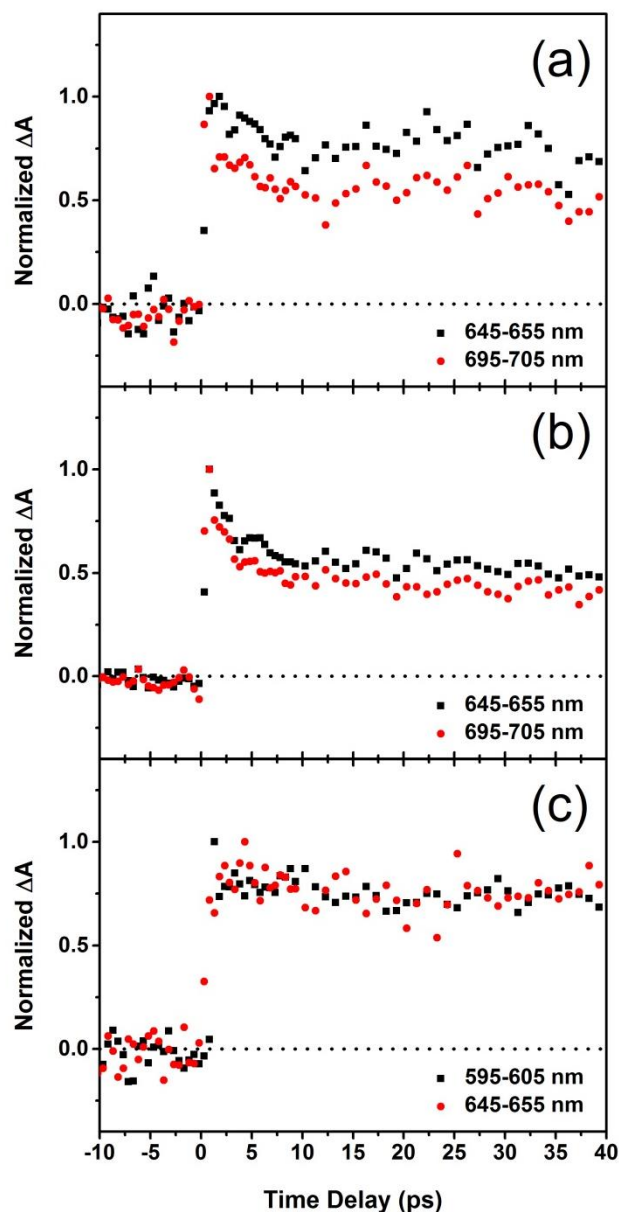 (a)
Normalized ΔA
1.0
0.5
0.0
645-655 nm
695-705 nm
(b)
Normalized ΔA
1.0
0.5
0.0
645-655 nm
695-705 nm
(c)
Normalized ΔA
1.0
0.5
0.0
595-605 nm
645-655 nm
-10 -5 0 5 10 15 20 25 30 35 40
Time Delay (ps)